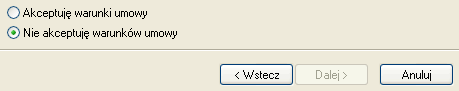 Akceptuję warunki umowy
Nie akceptuję warunków umowy
< Wstecz Dalej > Anuluj